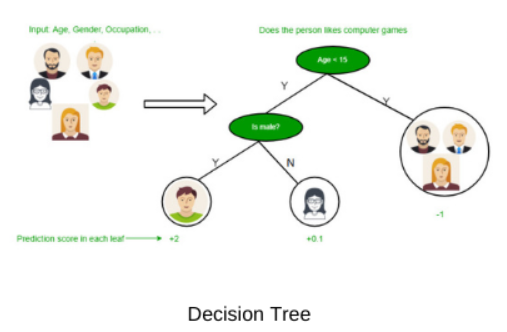 Input: Age, Gender, Occupation, . .
Does the person likes computer games
Age < 15
Y
Y
Is male?
Y
N
-1
Prediction score in each leaf
+2
+0.1
Decision Tree